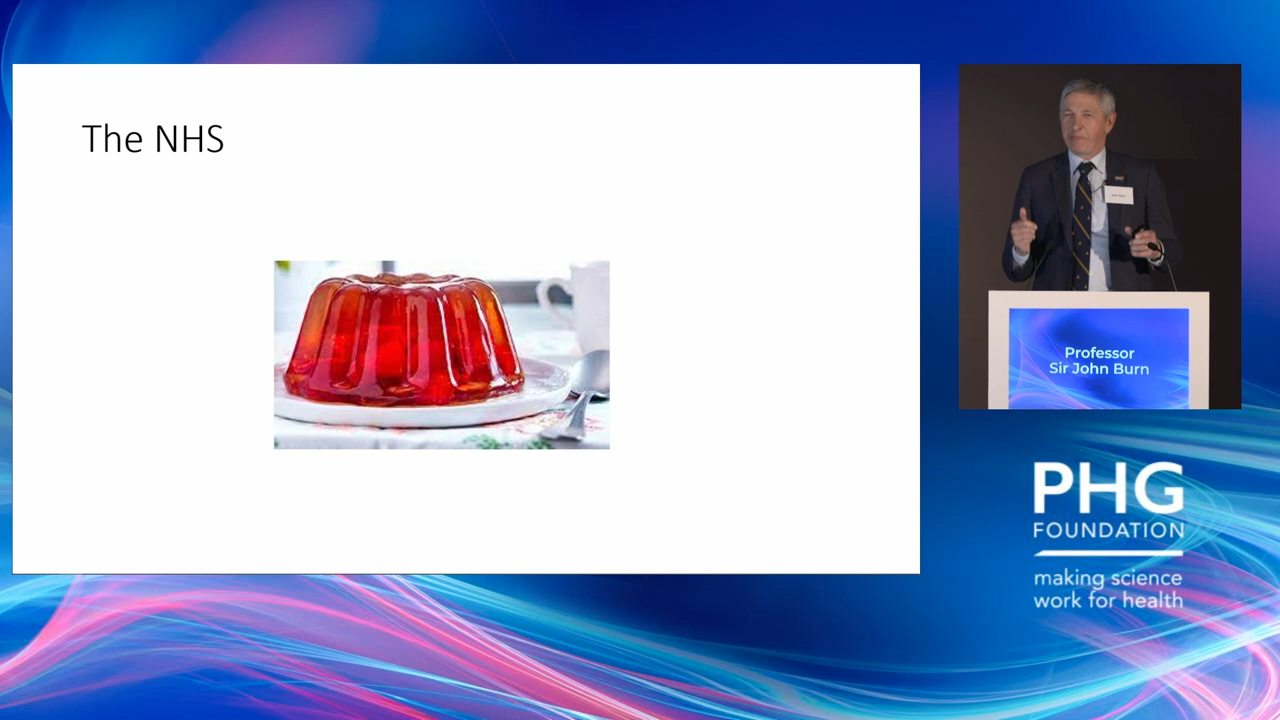 The NHS
Professor
Sir John Burn
PHG
FOUNDATION
making science
work for health